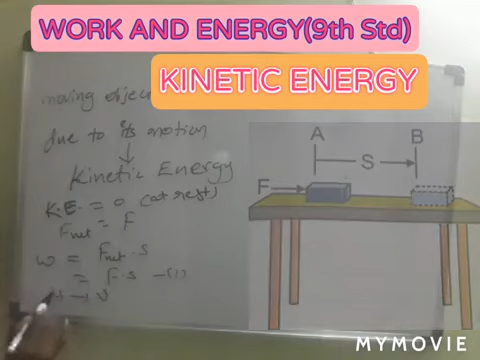 WORK AND ENERGY(9th Std)
KINETIC ENERGY
moving objec
due to its motion
↓
Kinetic Energy
K.E. = 0 (at rest)
Fnet = F
W = Fnet . S
= F.S —(1)
→ v
A
B
S
F
MYMOVIE